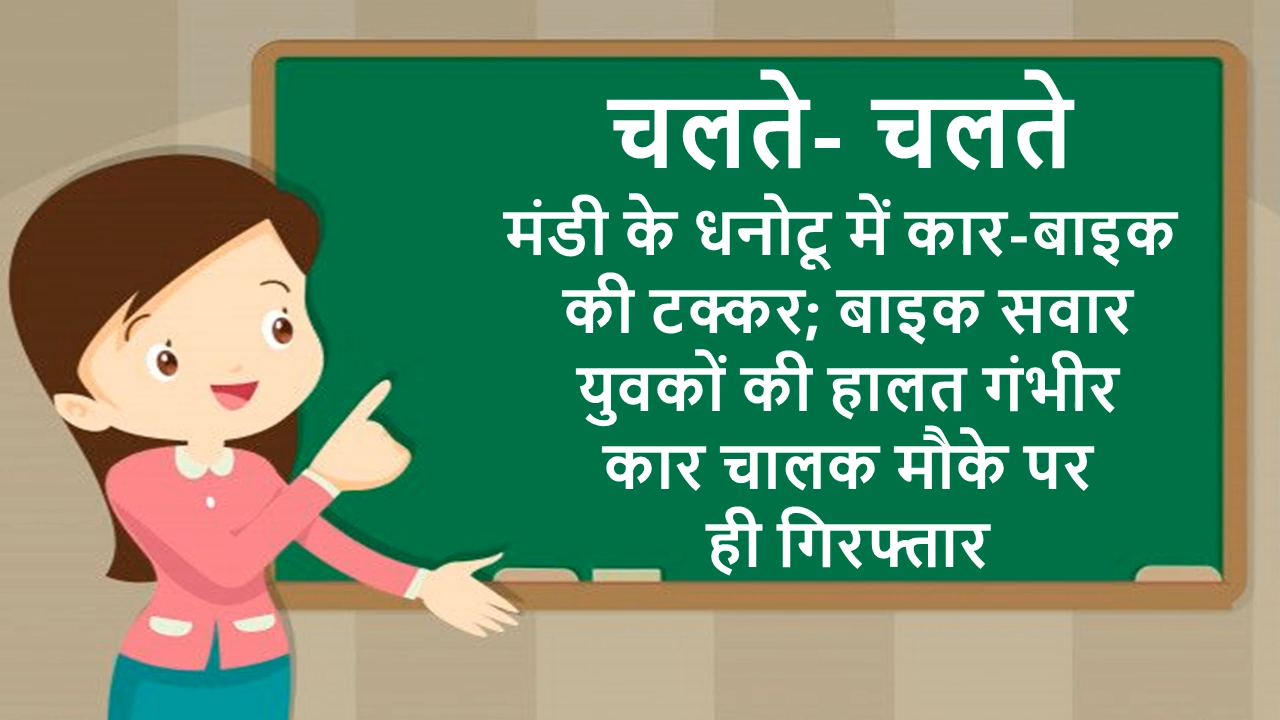 चलते- चलते
मंडी के धनोटू में कार-बाइक
की टक्कर; बाइक सवार
युवकों की हालत गंभीर
कार चालक मौके पर
ही गिरफ्तार